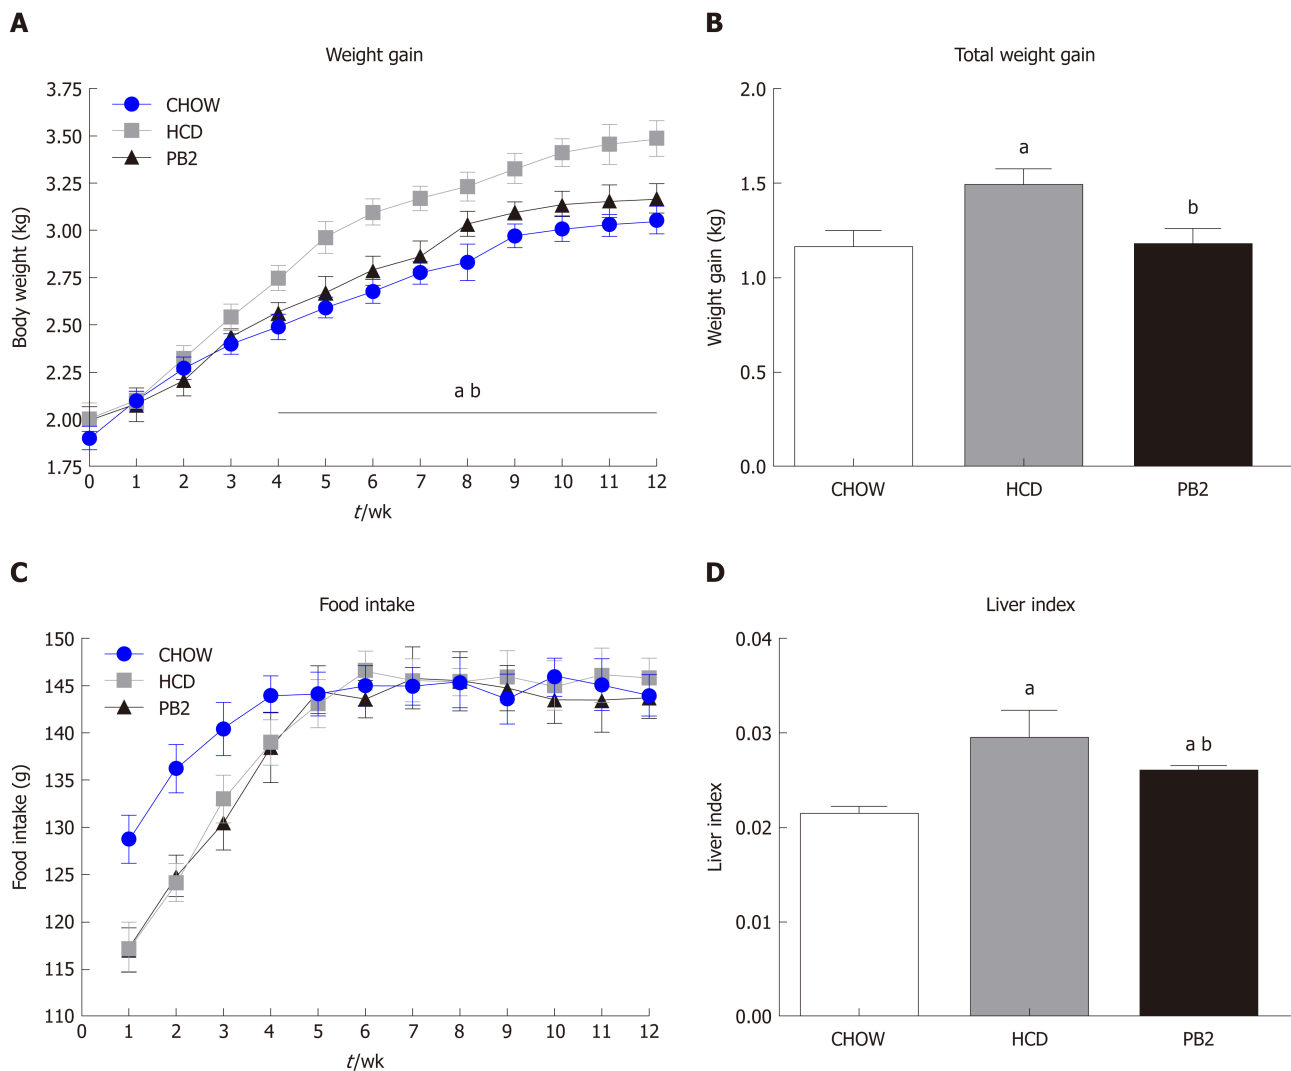 A
Weight gain
3.75
3.50
3.25
3.00
2.75
2.50
2.25
2.00
1.75
Body weight (kg)
CHOW
HCD
PB2
a b
0 1 2 3 4 5 6 7 8 9 10 11 12
t/wk
B
Total weight gain
2.0
1.5
1.0
0.5
0.0
Weight gain (kg)
a
b
CHOW HCD PB2
C
Food intake
150
145
140
135
130
125
120
115
110
Food intake (g)
CHOW
HCD
PB2
0 1 2 3 4 5 6 7 8 9 10 11 12
t/wk
D
Liver index
0.04
0.03
0.02
0.01
0.00
Liver index
a
a b
CHOW HCD PB2